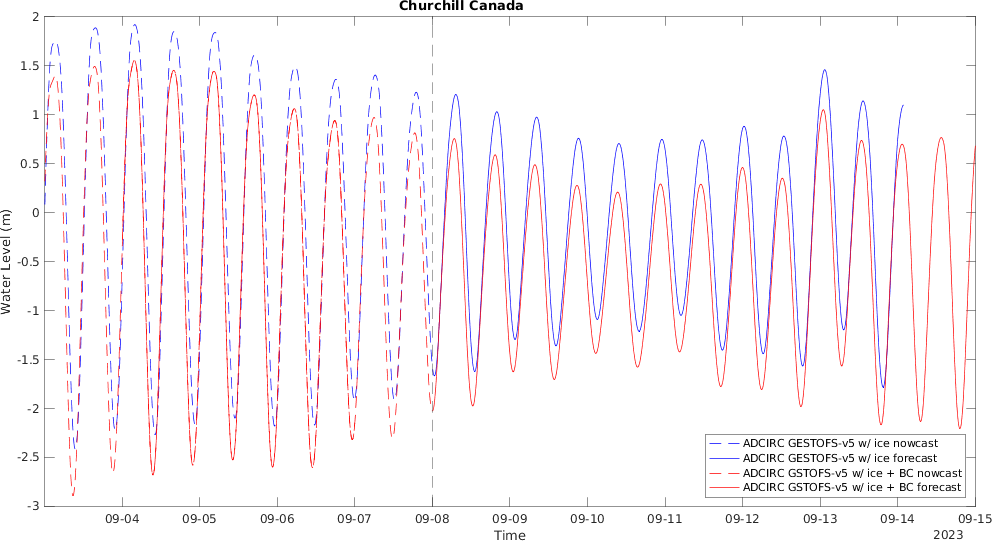 Churchill Canada
2
1.5
1
0.5
0
-0.5
-1
-1.5
-2
-2.5
-3
Water Level (m)
ADCIRC GESTOFS-v5 w/ ice nowcast
ADCIRC GESTOFS-v5 w/ ice forecast
ADCIRC GSTOFS-v5 w/ ice + BC nowcast
ADCIRC GSTOFS-v5 w/ ice + BC forecast
09-04 09-05 09-06 09-07 09-08 09-09 09-10 09-11 09-12 09-13 09-14 09-15
Time
2023